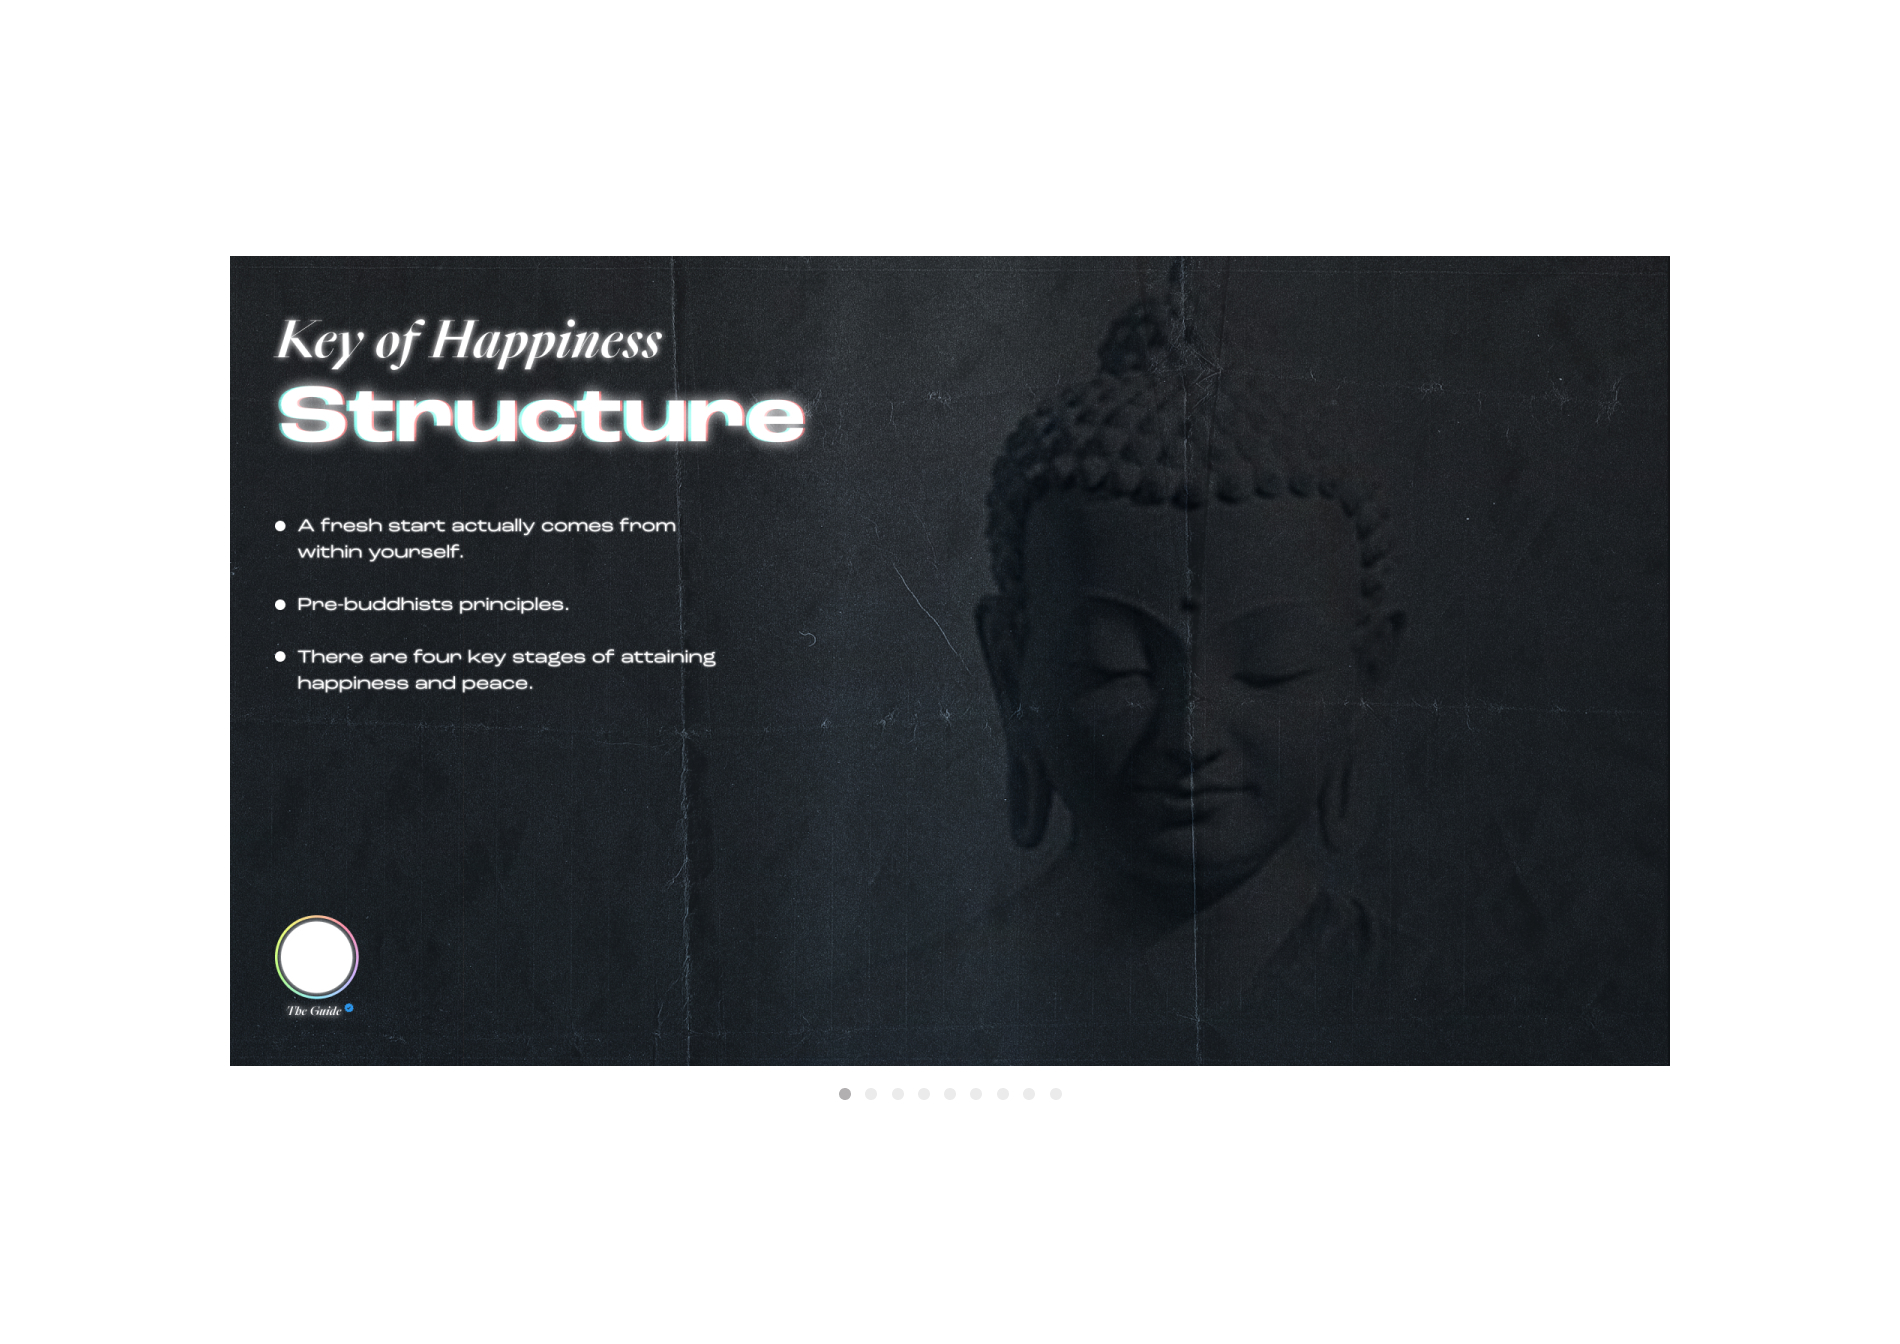 Key of Happiness
Structure
A fresh start actually comes from
within yourself.
Pre-buddhists principles.
There are four key stages of attaining
happiness and peace.
The Guide